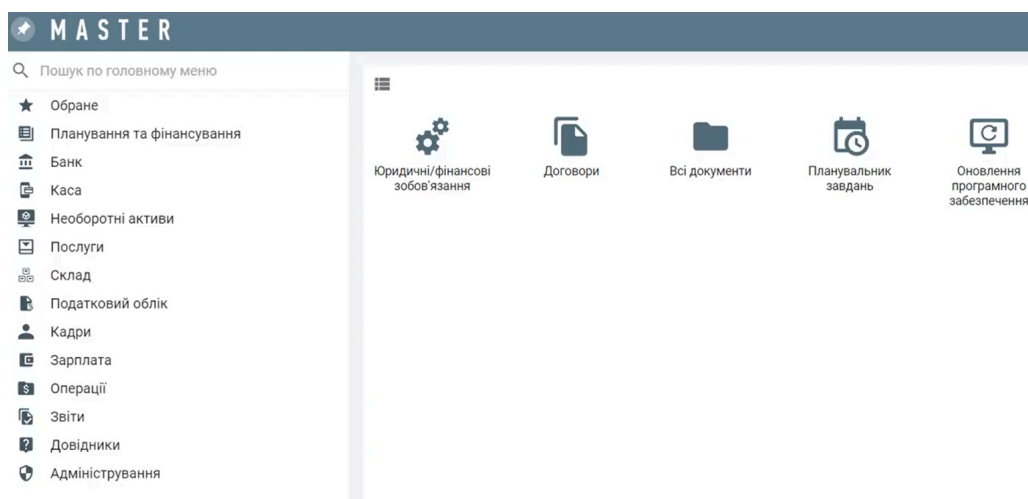 MASTER
Пошук по головному меню
Обране
Планування та фінансування
Банк
Каса
Необоротні активи
Послуги
Склад
Податковий облік
Кадри
Зарплата
Операції
Звіти
Довідники
Адміністрування
Юридичні/фінансові
зобов'язання
Договори
Всі документи
Планувальник
завдань
Оновлення
програмного
забезпечення